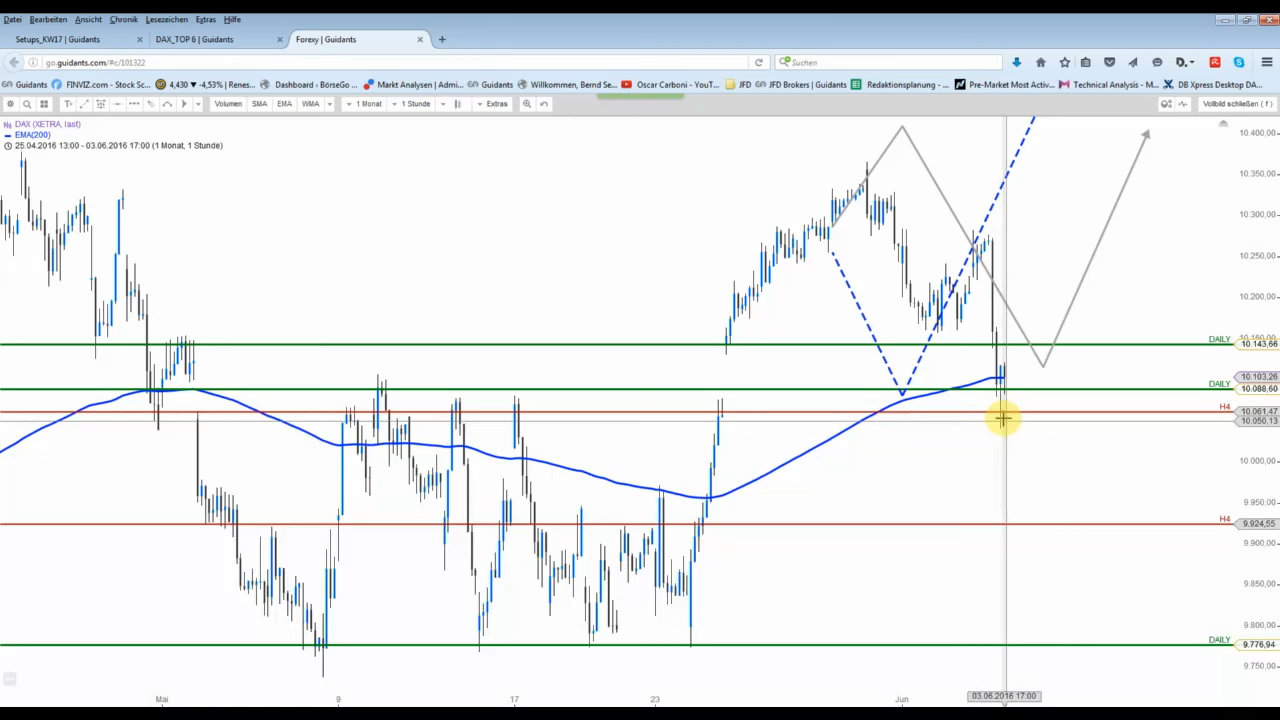 Datei Bearbeiten Ansicht Chronik Lesezeichen Extras Hilfe
Setups_KW17 | Guidants × DAX_TOP 6 | Guidants × Forexy | Guidants × +
go.guidants.com/#c/101322 Suchen
Guidants FINVIZ.com - Stock Sc... 4,430 ▾ -4,53% | Renes... Dashboard ‹ BörseGo ... Markt Analysen | Admi... Guidants Willkommen, Bernd Se... Oscar Carboni - YouT... JFD JFD Brokers | Guidants Redaktionsplanung - ... Pre-Market Most Activ... Technical Analysis - M... DB Xpress Desktop DA...
Volumen SMA EMA WMA 1 Monat 1 Stunde Extras Vollbild schließen ( f )
DAX (XETRA, last)
EMA(200)
25.04.2016 13:00 - 03.06.2016 17:00 (1 Monat, 1 Stunde)
10.400,00
10.350,00
10.300,00
10.250,00
10.200,00
DAILY 10.143,66
10.103,26
DAILY 10.088,60
H4 10.061,47
10.050,13
10.000,00
9.950,00
H4 9.924,55
9.900,00
9.850,00
9.800,00
DAILY 9.776,94
9.750,00
Mai 9 17 23 Jun 03.06.2016 17:00